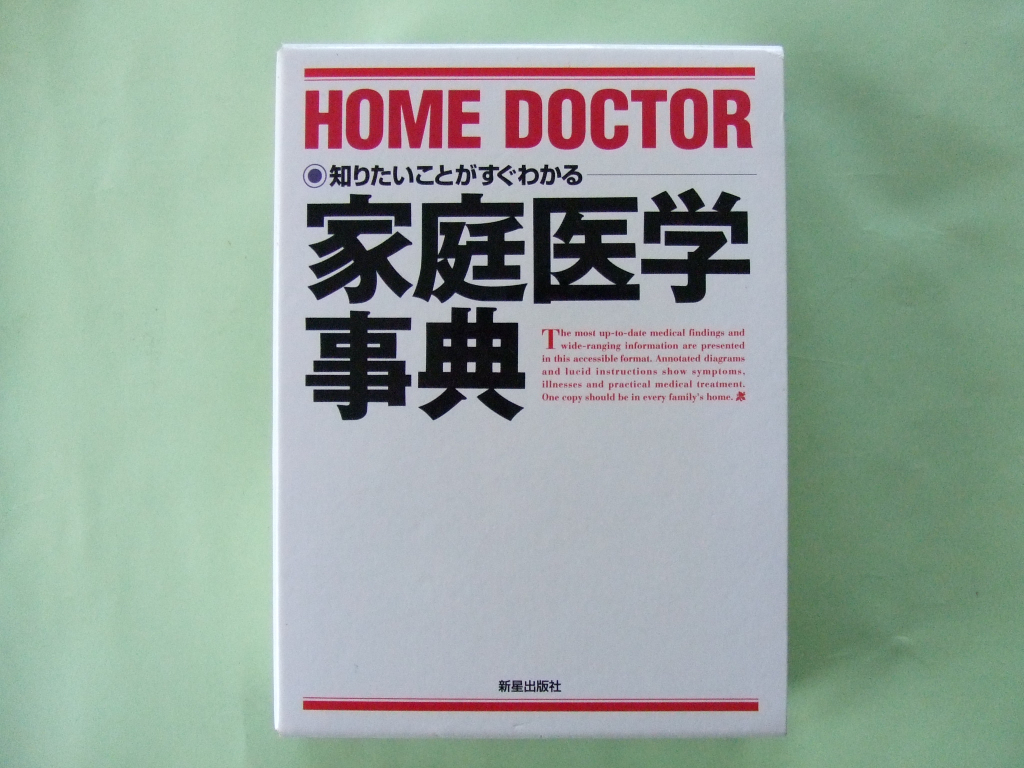 HOME DOCTOR
◉知りたいことがすぐわかる
家庭医学
事典
The most up-to-date medical findings and
wide-ranging information are presented
in this accessible format. Annotated diagrams
and lucid instructions show symptoms,
illnesses and practical medical treatment.
One copy should be in every family's home.
新星出版社